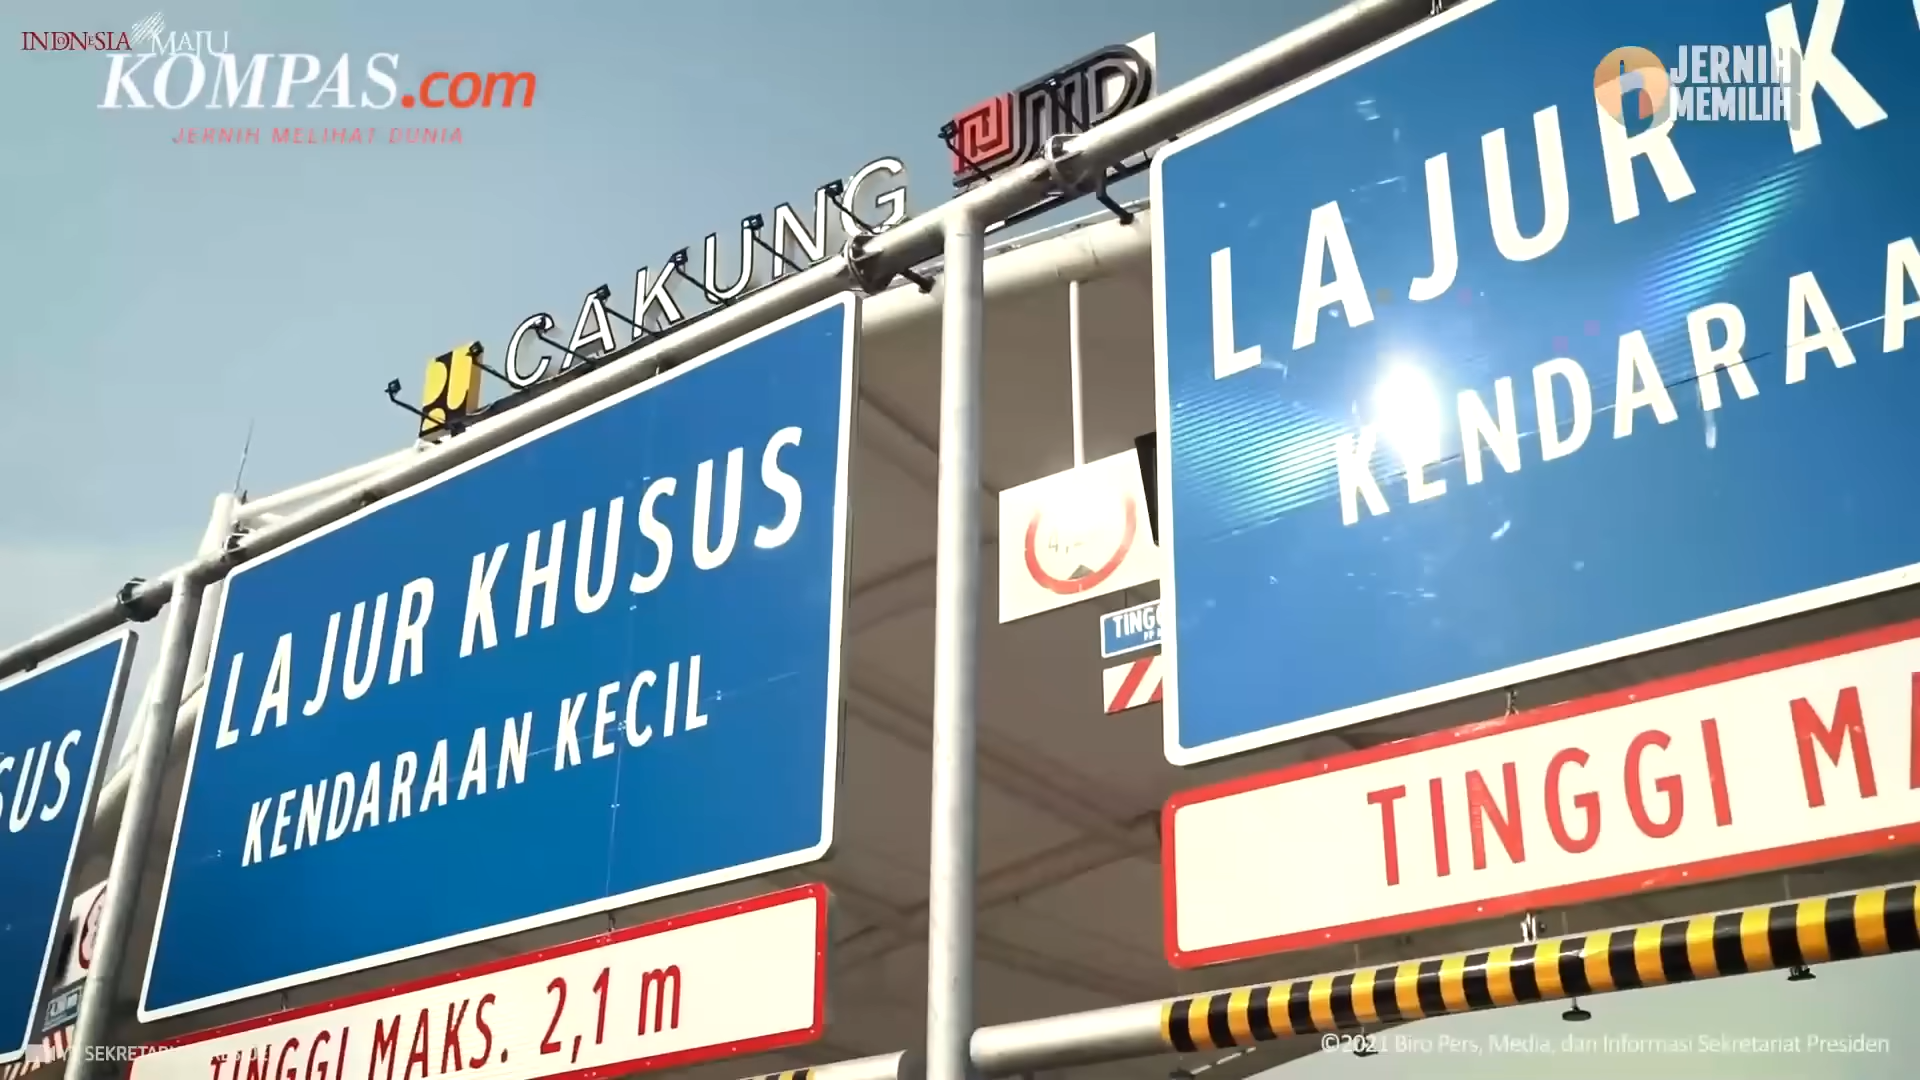 INDONESIA MAJU
KOMPAS.com
JERNIH MELIHAT DUNIA
JERNIH
MEMILIH
CAKUNG
LAJUR KHUSUS
KENDARAAN KECIL
TINGGI MAKS. 2,1 m
SUS
LAJUR K
KENDARAA
TINGGI MA
TINGG
©2021 Biro Pers, Media, dan Informasi Sekretariat Presiden